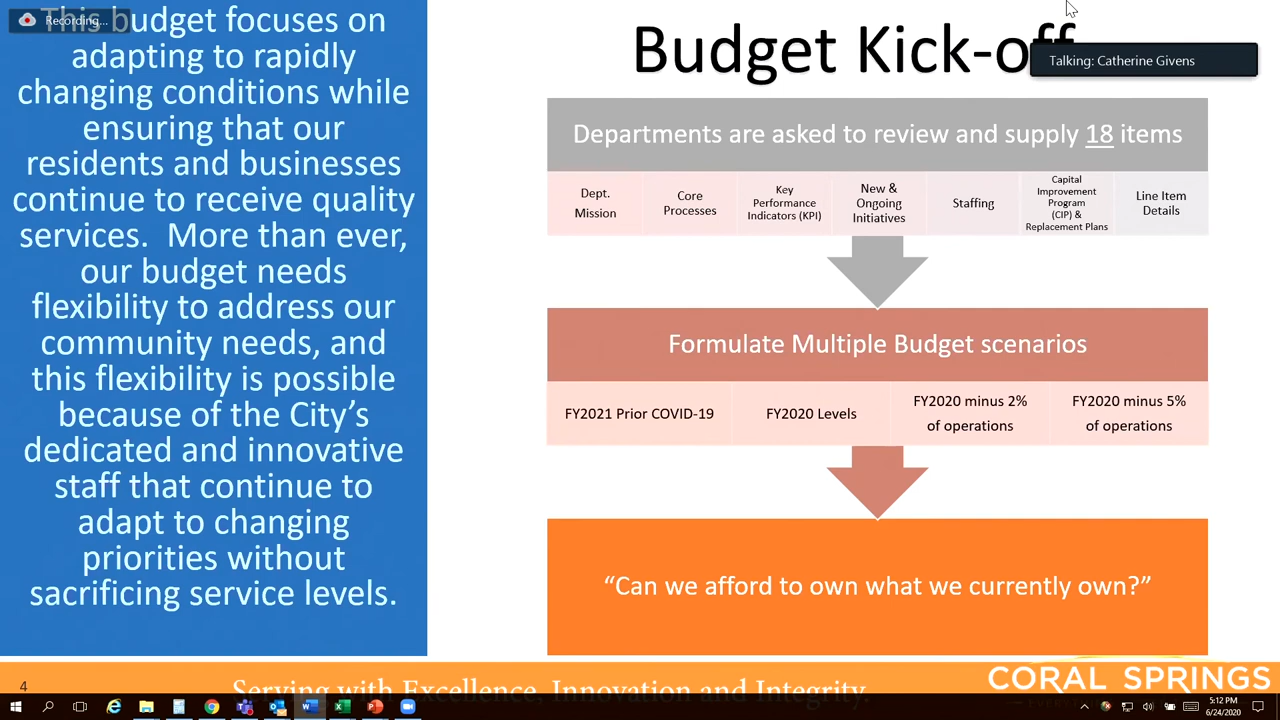 Recording...
This budget focuses on
adapting to rapidly
changing conditions while
ensuring that our
residents and businesses
continue to receive quality
services. More than ever,
our budget needs
flexibility to address our
community needs, and
this flexibility is possible
because of the City’s
dedicated and innovative
staff that continue to
adapt to changing
priorities without
sacrificing service levels.
Budget Kick-off
Talking: Catherine Givens
Departments are asked to review and supply 18 items
Dept.
Mission
Core
Processes
Key
Performance
Indicators (KPI)
New &
Ongoing
Initiatives
Staffing
Capital
Improvement
Program
(CIP) &
Replacement Plans
Line Item
Details
Formulate Multiple Budget scenarios
FY2021 Prior COVID-19
FY2020 Levels
FY2020 minus 2%
of operations
FY2020 minus 5%
of operations
“Can we afford to own what we currently own?”
4
Serving with Excellence, Innovation and Integrity.
CORAL SPRINGS
5:12 PM
6/24/2020